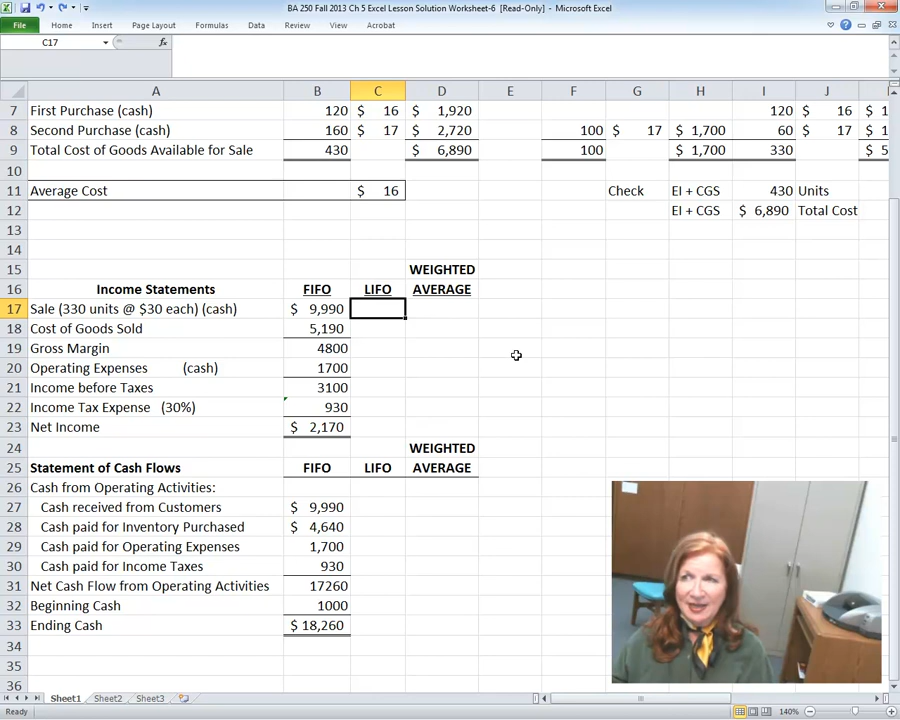 BA 250 Fall 2013 Ch 5 Excel Lesson Solution Worksheet-6 [Read-Only] - Microsoft Excel
File Home Insert Page Layout Formulas Data Review View Acrobat
C17 fx
A B C D E F G H I J
7 First Purchase (cash) 120 $ 16 $ 1,920 120 $ 16 $ 1
8 Second Purchase (cash) 160 $ 17 $ 2,720 100 $ 17 $ 1,700 60 $ 17 $ 1
9 Total Cost of Goods Available for Sale 430 $ 6,890 100 $ 1,700 330 $ 5
10
11 Average Cost $ 16 Check EI + CGS 430 Units
12 EI + CGS $ 6,890 Total Cost
13
14
15 WEIGHTED
16 Income Statements FIFO LIFO AVERAGE
17 Sale (330 units @ $30 each) (cash) $ 9,990
18 Cost of Goods Sold 5,190
19 Gross Margin 4800
20 Operating Expenses (cash) 1700
21 Income before Taxes 3100
22 Income Tax Expense (30%) 930
23 Net Income $ 2,170
24 WEIGHTED
25 Statement of Cash Flows FIFO LIFO AVERAGE
26 Cash from Operating Activities:
27 Cash received from Customers $ 9,990
28 Cash paid for Inventory Purchased $ 4,640
29 Cash paid for Operating Expenses 1,700
30 Cash paid for Income Taxes 930
31 Net Cash Flow from Operating Activities 17260
32 Beginning Cash 1000
33 Ending Cash $ 18,260
34
35
36
Sheet1 Sheet2 Sheet3
Ready 140%